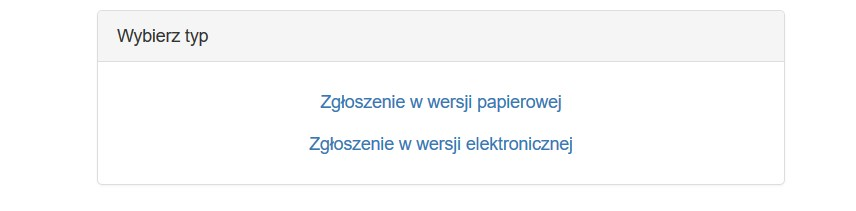 Wybierz typ
Zgłoszenie w wersji papierowej
Zgłoszenie w wersji elektronicznej